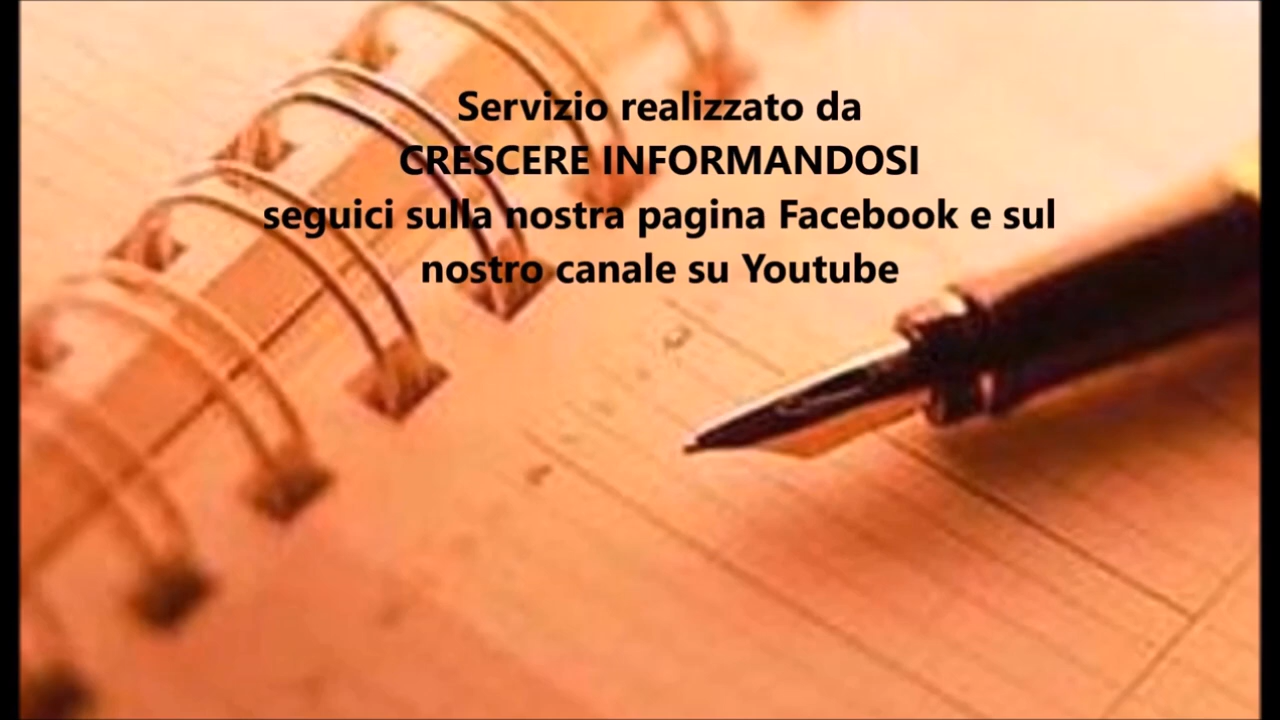 Servizio realizzato da
CRESCERE INFORMANDOSI
seguici sulla nostra pagina Facebook e sul
nostro canale su Youtube